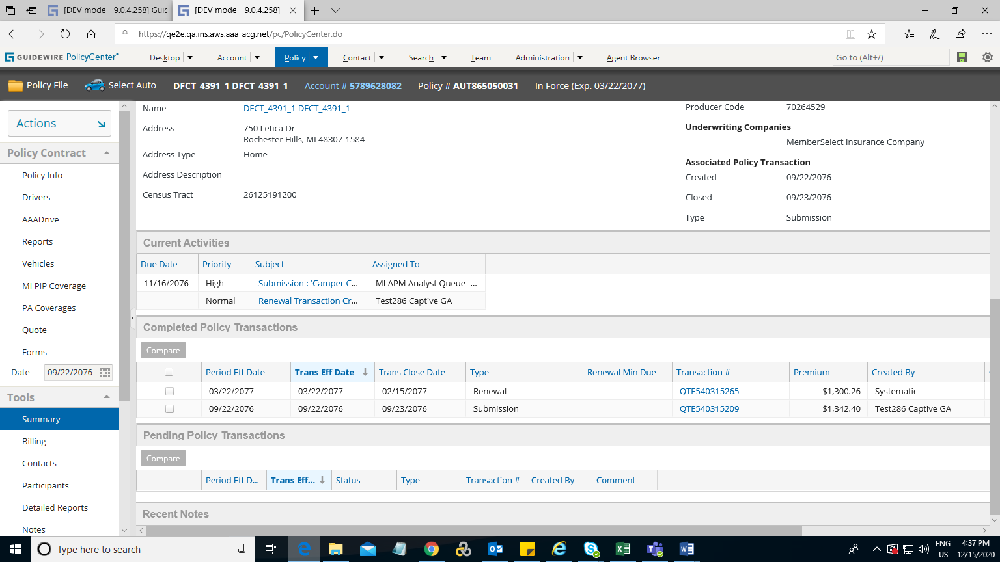 [DEV mode - 9.0.4.258] Guid
[DEV mode - 9.0.4.258]
https://qe2e.qa.ins.aws.aaa-acg.net/pc/PolicyCenter.do
GUIDEWIRE PolicyCenter
Desktop Account Policy Contact Search Team Administration Agent Browser
Go to (Alt+/)
Policy File Select Auto DFCT_4391_1 DFCT_4391_1 Account # 5789628082 Policy # AUT865050031 In Force (Exp. 03/22/2077)
Actions
Policy Contract
Policy Info
Drivers
AAADrive
Reports
Vehicles
MI PIP Coverage
PA Coverages
Quote
Forms
Date 09/22/2076
Tools
Summary
Billing
Contacts
Participants
Detailed Reports
Notes
Name DFCT_4391_1 DFCT_4391_1
Address 750 Letica Dr
Rochester Hills, MI 48307-1584
Address Type Home
Address Description
Census Tract 26125191200
Producer Code 70264529
Underwriting Companies
MemberSelect Insurance Company
Associated Policy Transaction
Created 09/22/2076
Closed 09/23/2076
Type Submission
Current Activities
Due Date Priority Subject Assigned To
11/16/2076 High Submission : 'Camper C... MI APM Analyst Queue -...
Normal Renewal Transaction Cr... Test286 Captive GA
Completed Policy Transactions
Compare
Period Eff Date Trans Eff Date Trans Close Date Type Renewal Min Due Transaction # Premium Created By
03/22/2077 03/22/2077 02/15/2077 Renewal QTE540315265 $1,300.26 Systematic
09/22/2076 09/22/2076 09/23/2076 Submission QTE540315209 $1,342.40 Test286 Captive GA
Pending Policy Transactions
Compare
Period Eff D... Trans Eff... Status Type Transaction # Created By Comment
Recent Notes
Type here to search
ENG
US
4:37 PM
12/15/2020